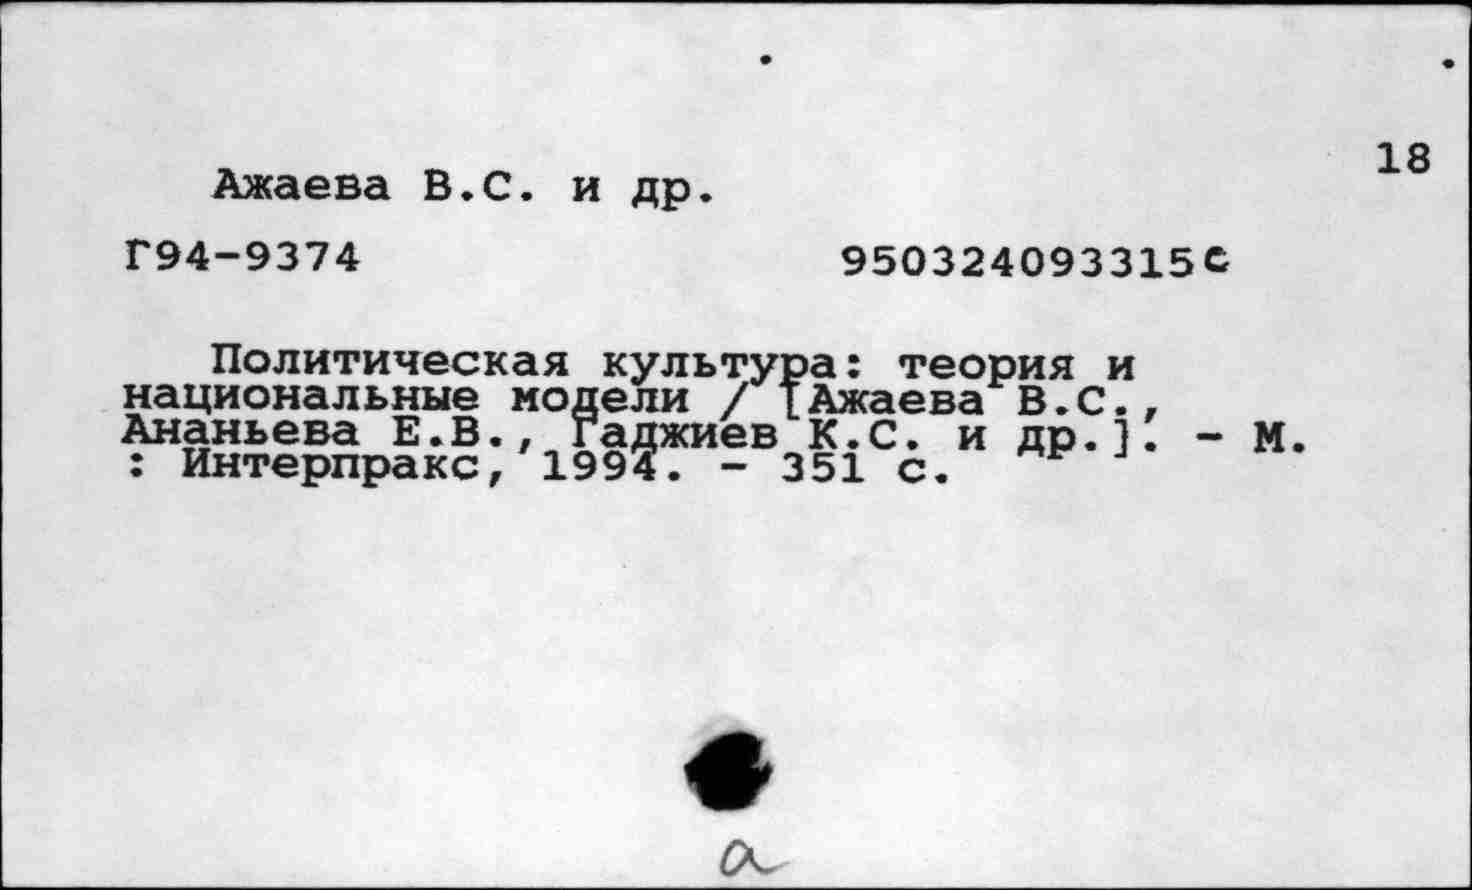 18
Ажаева В.С. и др.
Г94-9374 950324093315С
Политическая культура: теория и
национальные модели / [Ажаева В.С.,
Ананьева Е.В., Гаджиев К.С. и др.]. - М.
: Интерпракс, 1994. - 351 с.
а